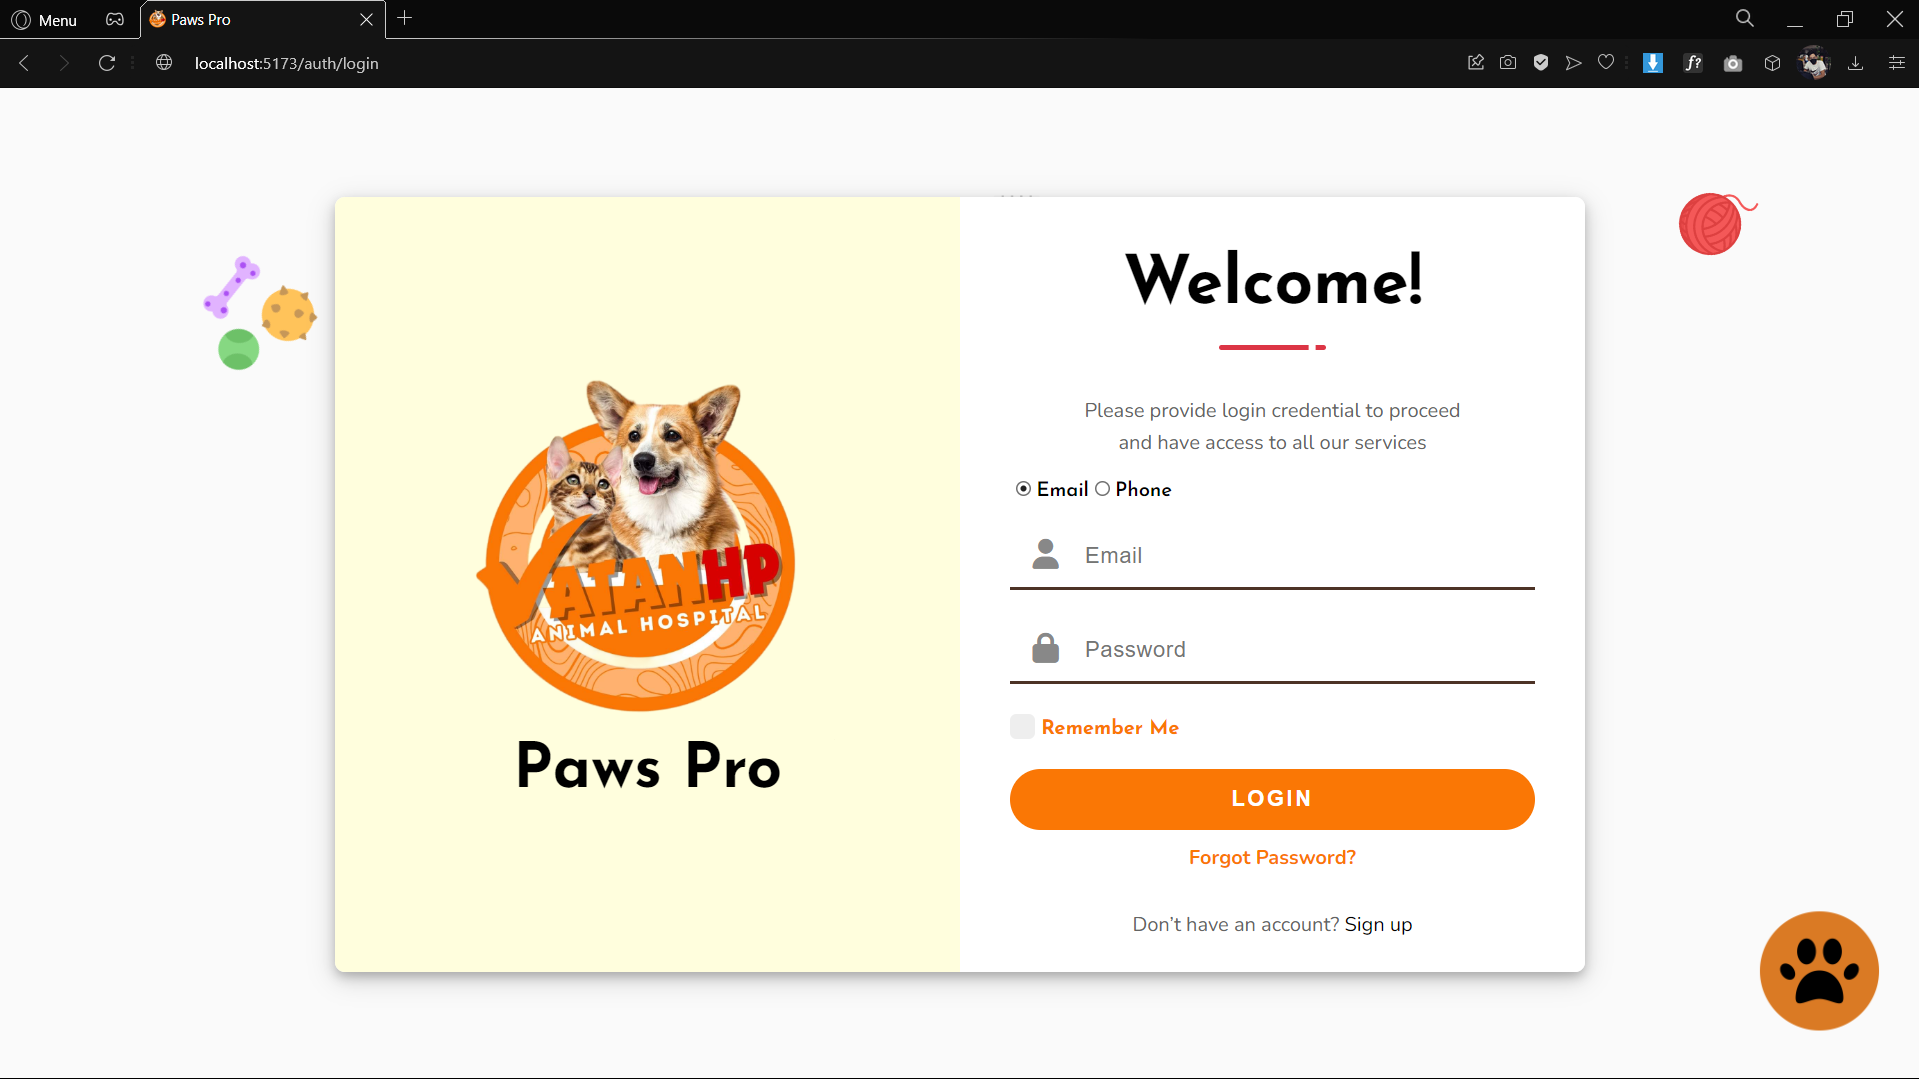 Menu
Paws Pro
localhost:5173/auth/login
f?
VATANHP
ANIMAL HOSPITAL
Paws Pro
Welcome!
Please provide login credential to proceed
and have access to all our services
Email Phone
Email
Password
Remember Me
LOGIN
Forgot Password?
Don't have an account? Sign up